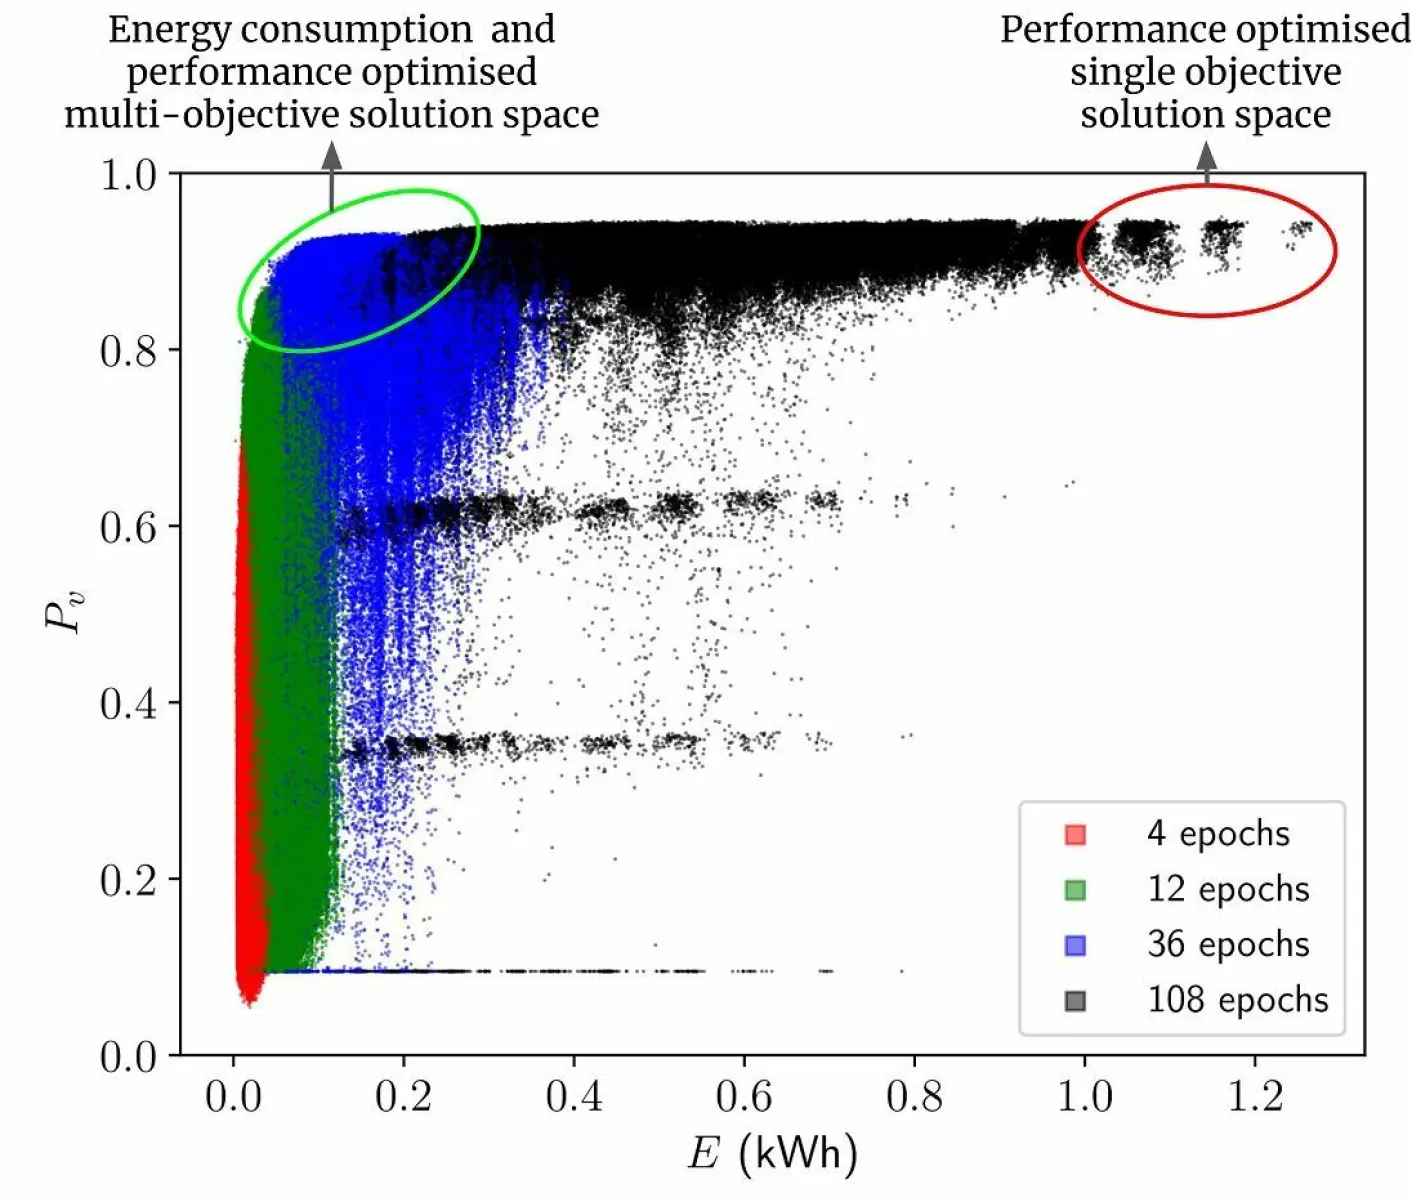 Energy consumption and
performance optimised
multi-objective solution space
Performance optimised
single objective
solution space
1.0
0.8
0.6
0.4
0.2
0.0
P_v
0.0 0.2 0.4 0.6 0.8 1.0 1.2
E (kWh)
4 epochs
12 epochs
36 epochs
108 epochs